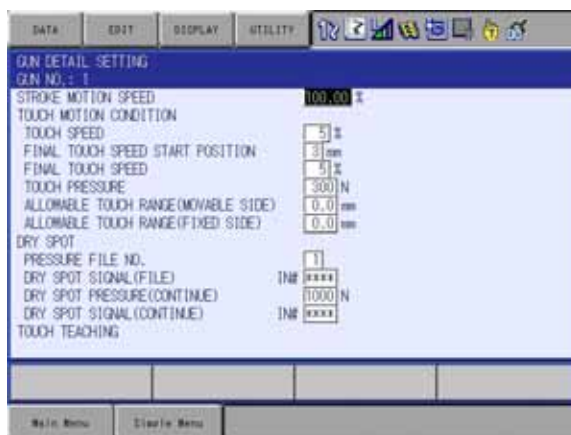 DATA EDIT DISPLAY UTILITY
GUN DETAIL SETTING
GUN NO.: 1
STROKE MOTION SPEED 100.00 %
TOUCH MOTION CONDITION
TOUCH SPEED 5 %
FINAL TOUCH SPEED START POSITION 3 mm
FINAL TOUCH SPEED 5 %
TOUCH PRESSURE 300 N
ALLOWABLE TOUCH RANGE(MOVABLE SIDE) 0.0 mm
ALLOWABLE TOUCH RANGE(FIXED SIDE) 0.0 mm
DRY SPOT
PRESSURE FILE NO. 1
DRY SPOT SIGNAL(FILE) IN# ****
DRY SPOT PRESSURE(CONTINUE) 1000 N
DRY SPOT SIGNAL(CONTINUE) IN# ****
TOUCH TEACHING
Main Menu Simple Menu